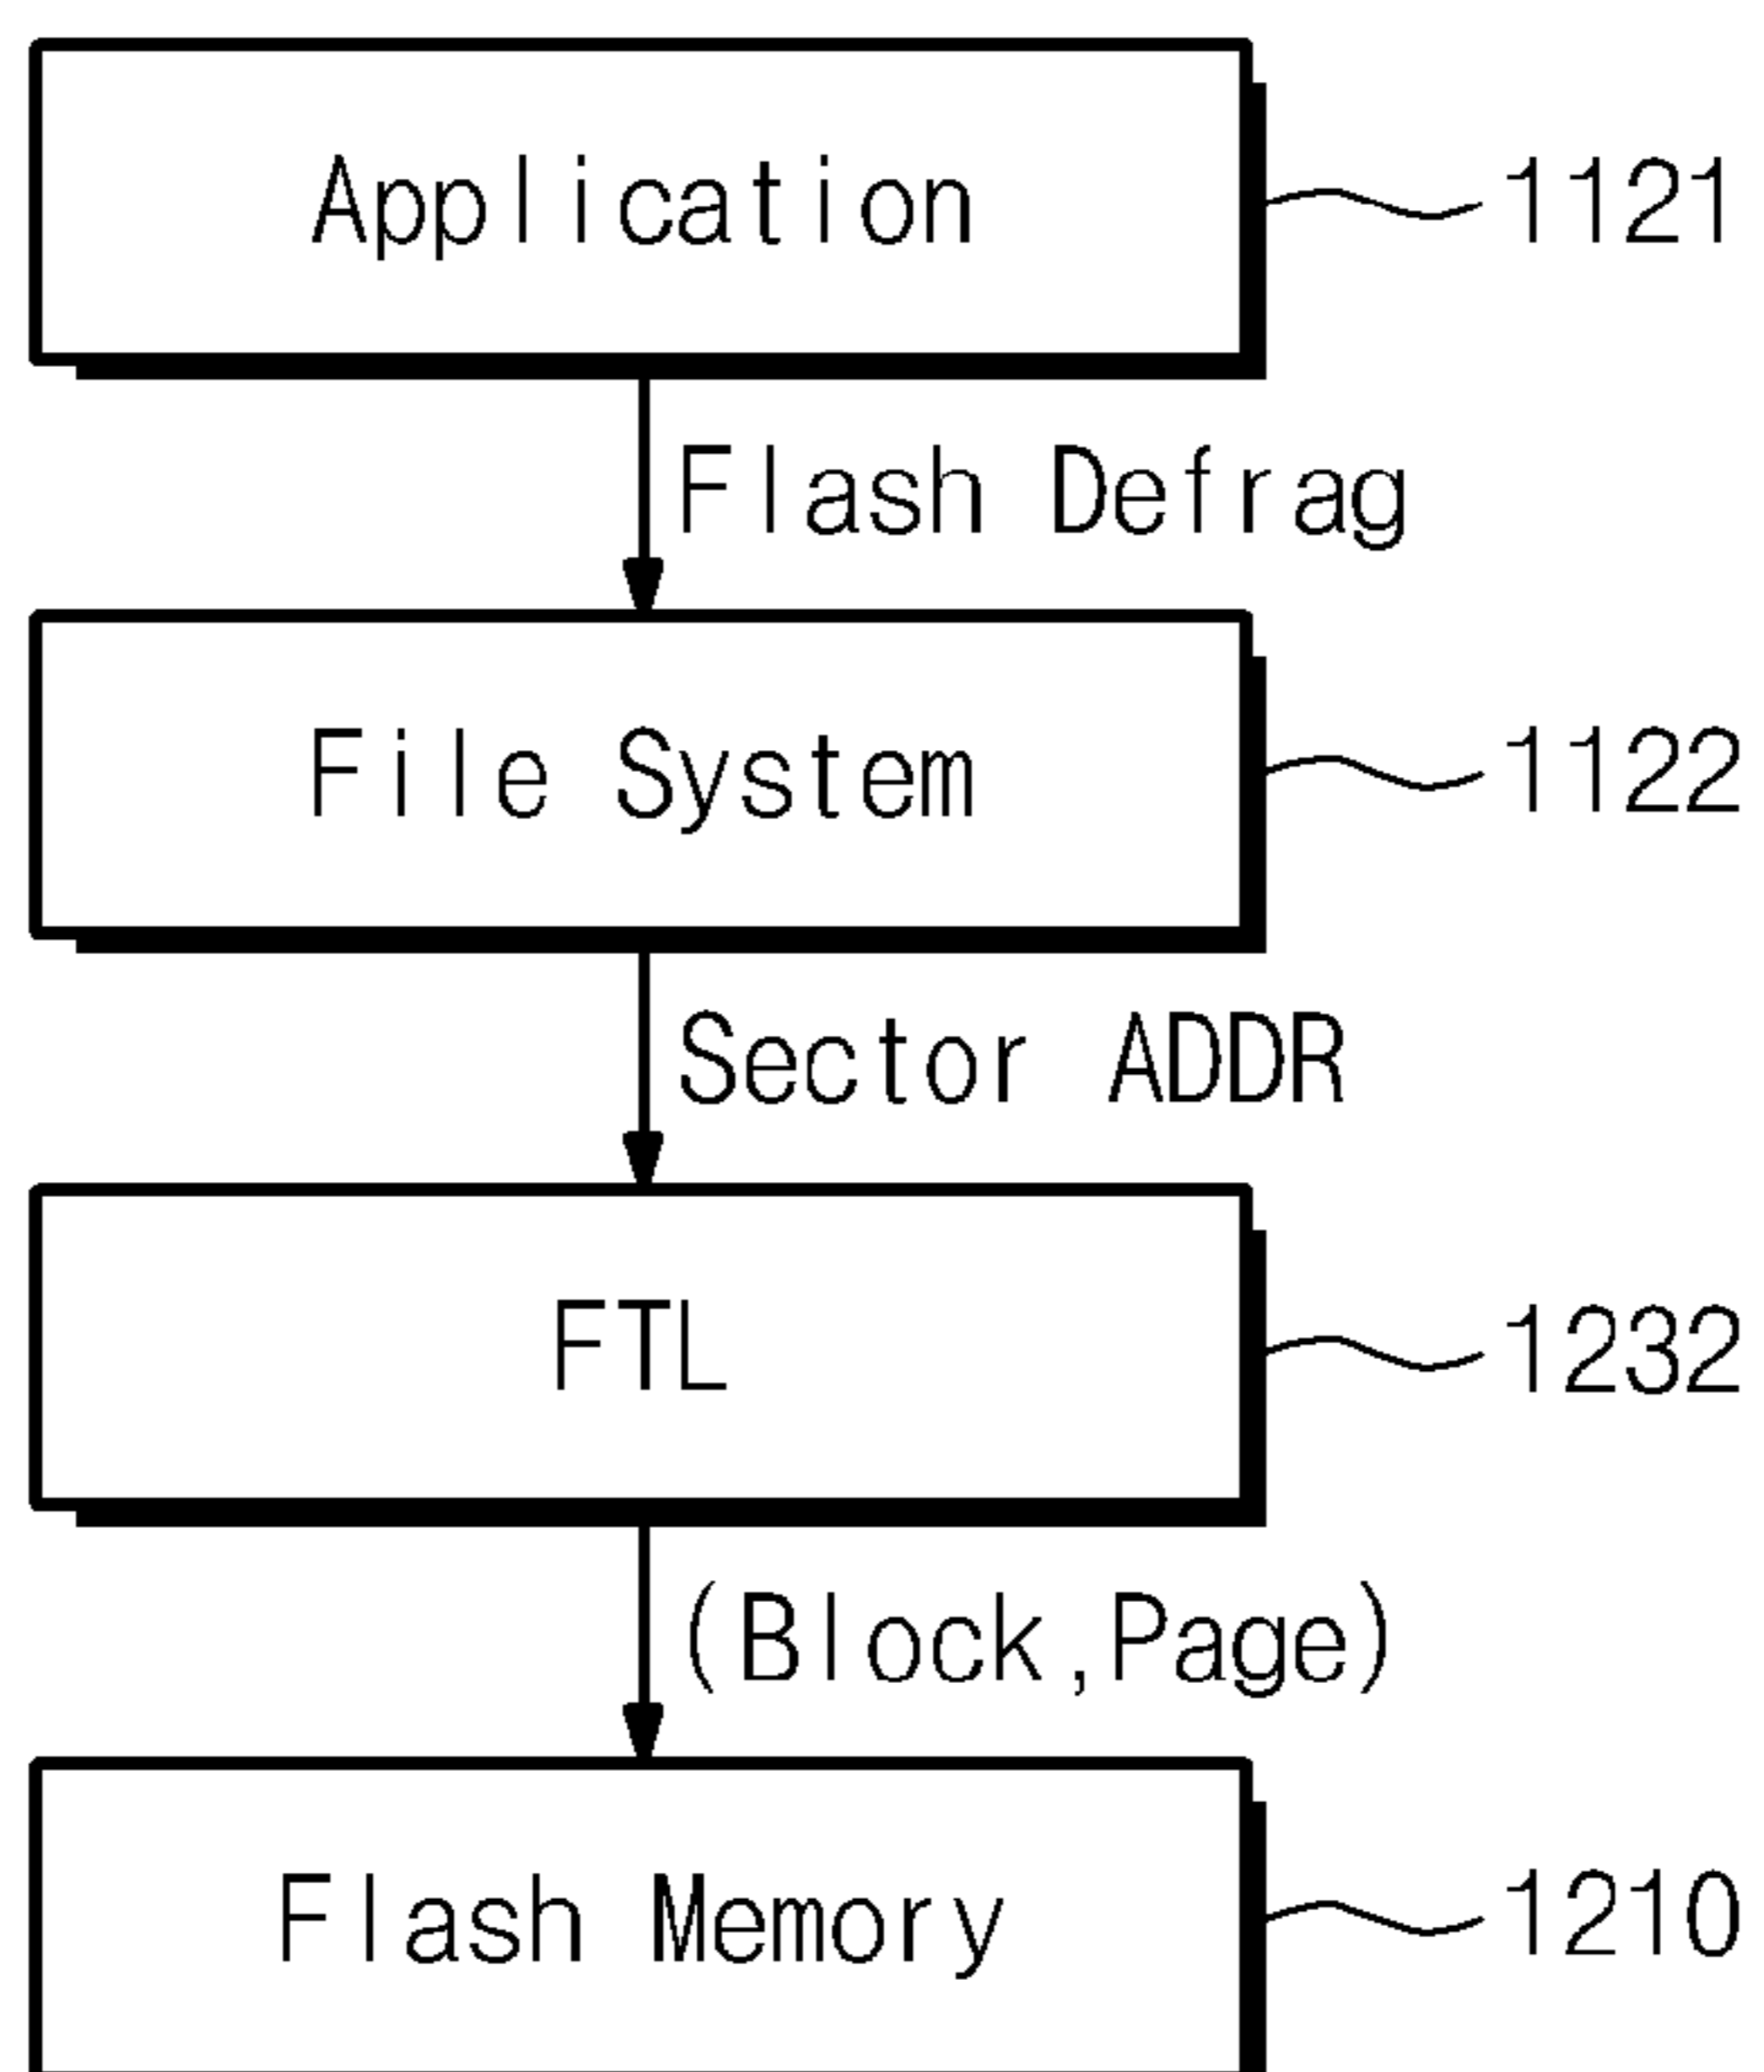 Application 1121
Flash Defrag
File System 1122
Sector ADDR
FTL 1232
(Block,Page)
Flash Memory 1210